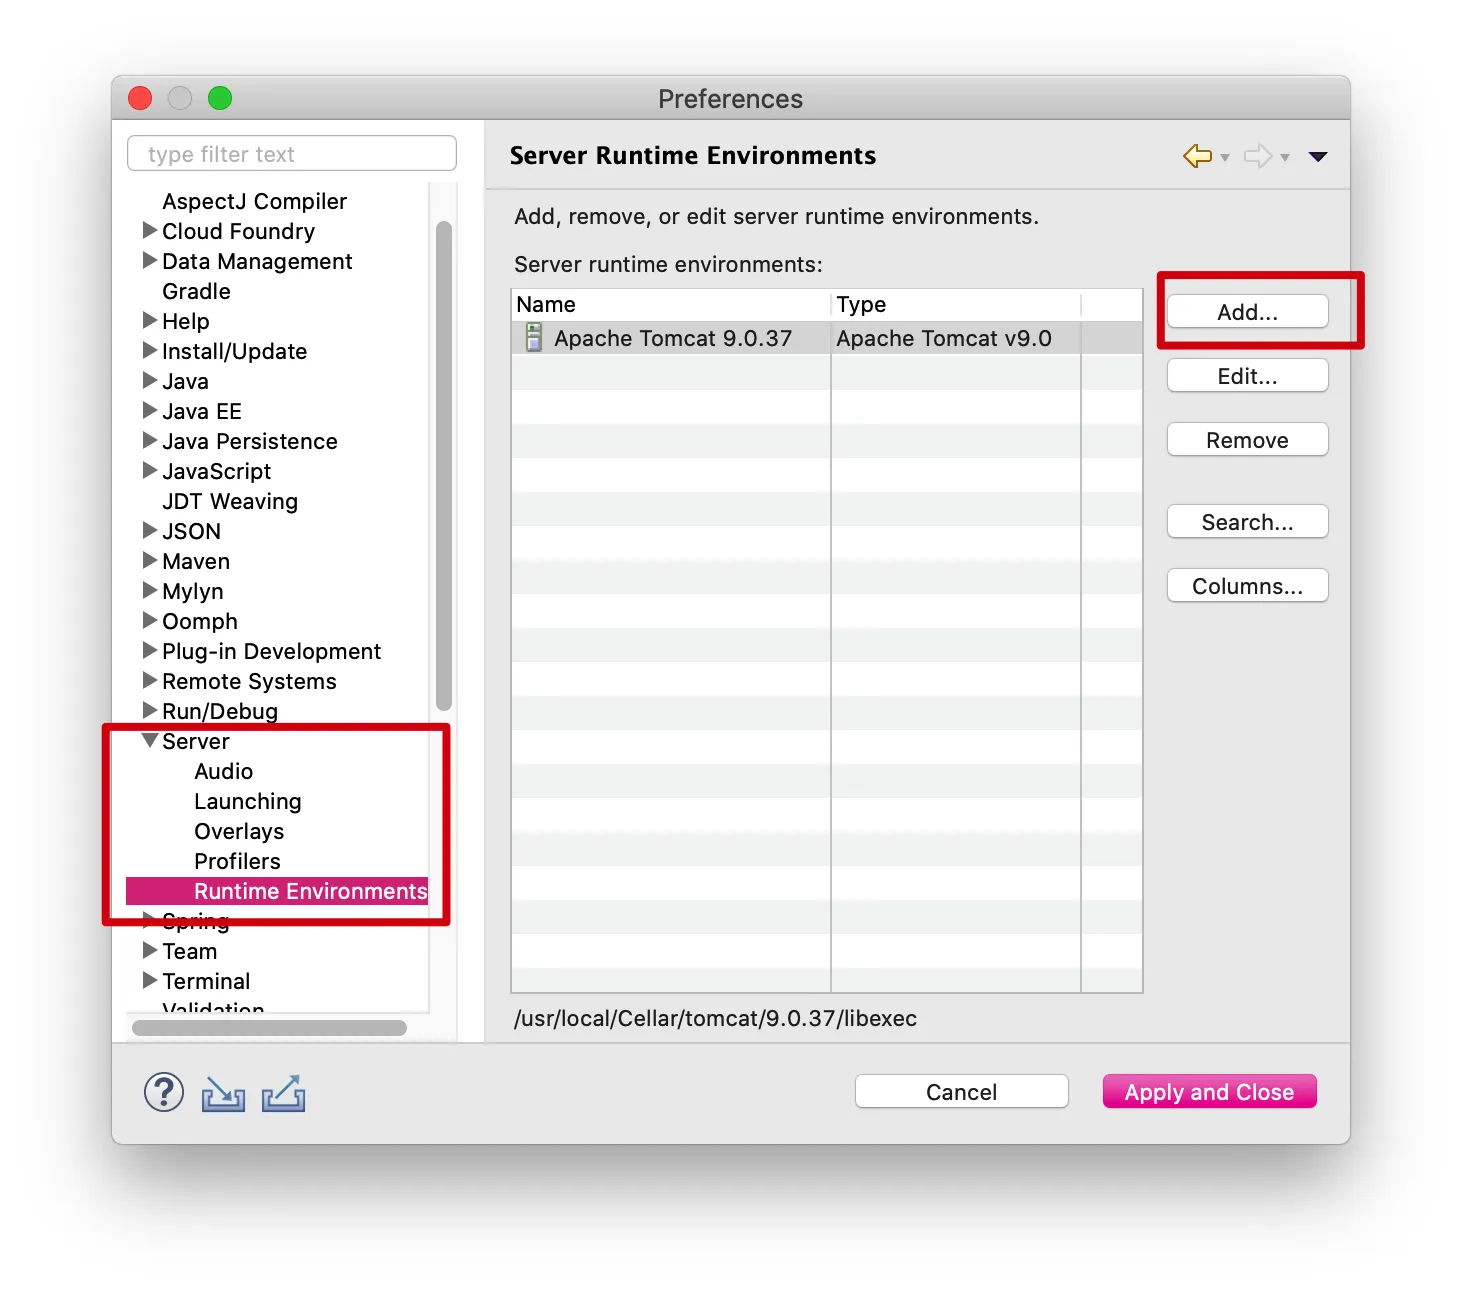 Preferences
type filter text
AspectJ Compiler
Cloud Foundry
Data Management
Gradle
Help
Install/Update
Java
Java EE
Java Persistence
JavaScript
JDT Weaving
JSON
Maven
Mylyn
Oomph
Plug-in Development
Remote Systems
Run/Debug
Server
Audio
Launching
Overlays
Profilers
Runtime Environments
Spring
Team
Terminal
Validation
Server Runtime Environments
Add, remove, or edit server runtime environments.
Server runtime environments:
Name Type
Apache Tomcat 9.0.37 Apache Tomcat v9.0
Add...
Edit...
Remove
Search...
Columns...
/usr/local/Cellar/tomcat/9.0.37/libexec
?
Cancel Apply and Close